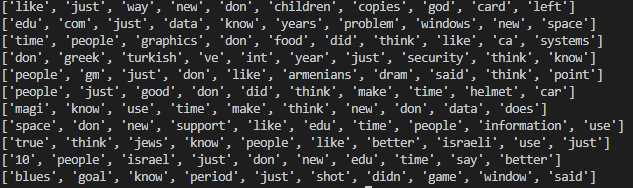 ['like', 'just', 'way', 'new', 'don', 'children', 'copies', 'god', 'card', 'left']
['edu', 'com', 'just', 'data', 'know', 'years', 'problem', 'windows', 'new', 'space']
['time', 'people', 'graphics', 'don', 'food', 'did', 'think', 'like', 'ca', 'systems']
['don', 'greek', 'turkish', 've', 'int', 'year', 'just', 'security', 'think', 'know']
['people', 'gm', 'just', 'don', 'like', 'armenians', 'dram', 'said', 'think', 'point']
['people', 'just', 'good', 'don', 'did', 'think', 'make', 'time', 'helmet', 'car']
['magi', 'know', 'use', 'time', 'make', 'think', 'new', 'don', 'data', 'does']
['space', 'don', 'new', 'support', 'like', 'edu', 'time', 'people', 'information', 'use']
['true', 'think', 'jews', 'know', 'people', 'like', 'better', 'israeli', 'use', 'just']
['10', 'people', 'israel', 'just', 'don', 'new', 'edu', 'time', 'say', 'better']
['blues', 'goal', 'know', 'period', 'just', 'shot', 'didn', 'game', 'window', 'said']